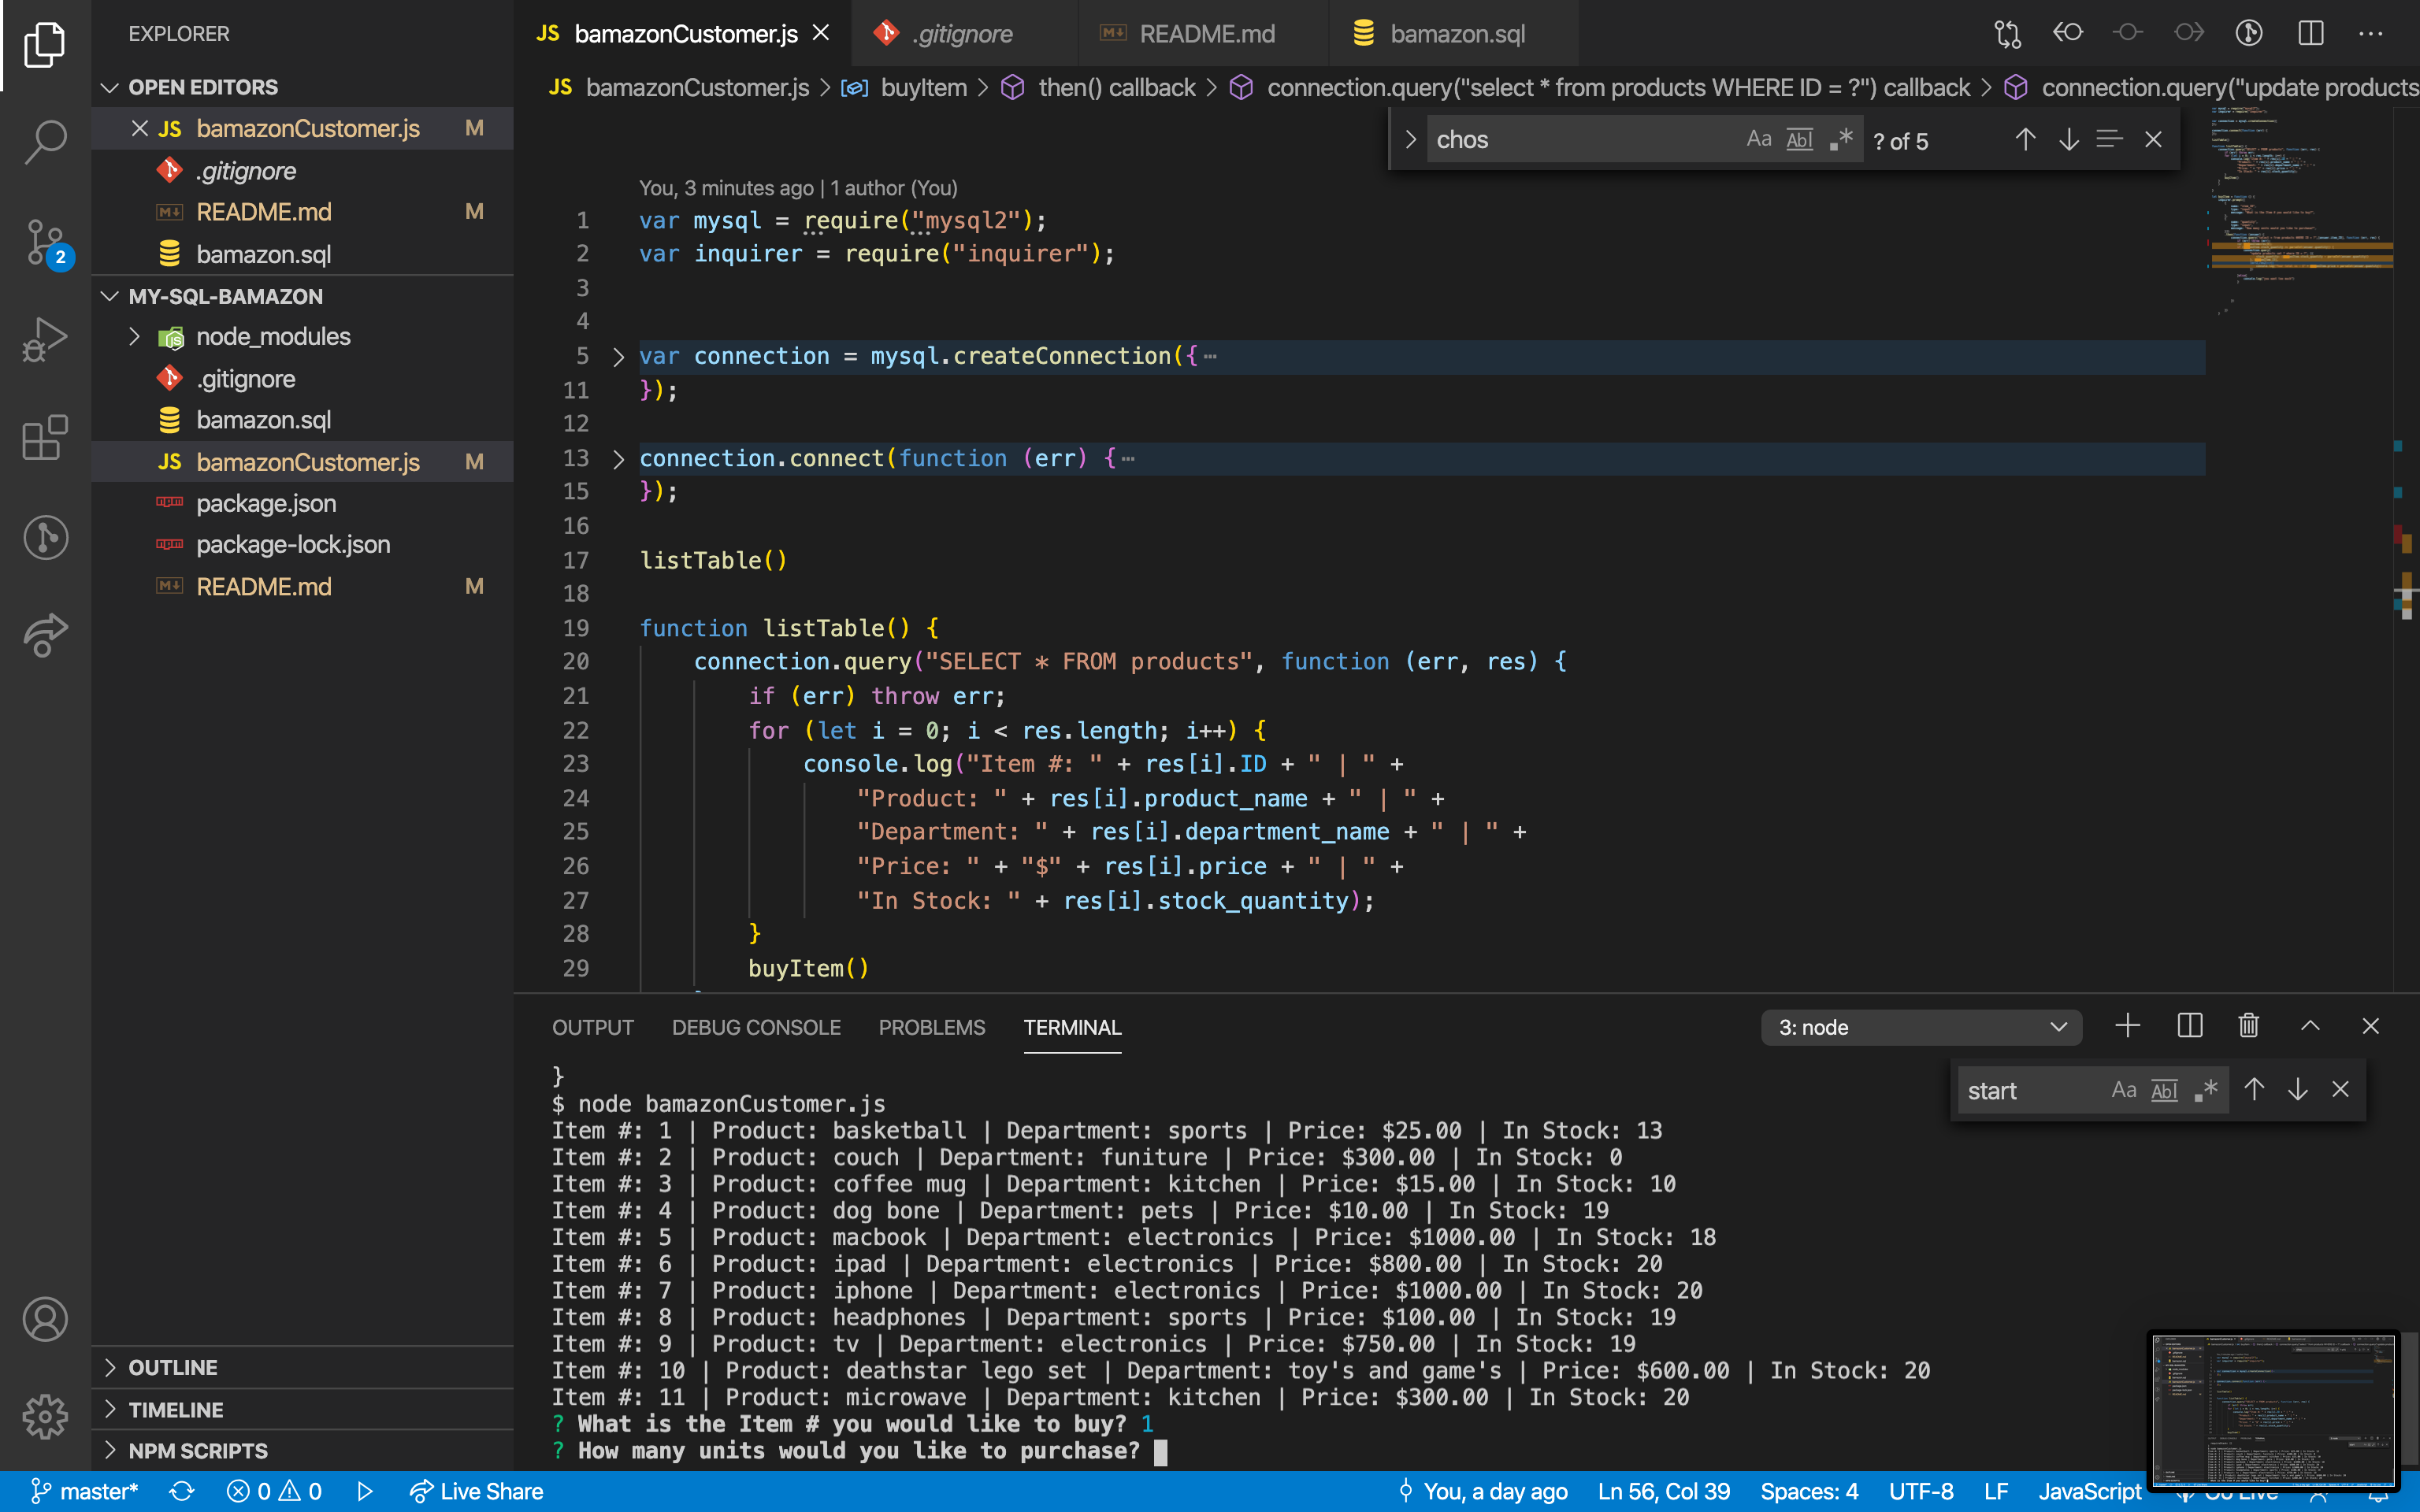 EXPLORER
OPEN EDITORS
JS bamazonCustomer.js M
.gitignore
README.md M
bamazon.sql
MY-SQL-BAMAZON
node_modules
.gitignore
bamazon.sql
JS bamazonCustomer.js M
package.json
package-lock.json
README.md M
OUTLINE
TIMELINE
NPM SCRIPTS
2
JS bamazonCustomer.js .gitignore README.md bamazon.sql
JS bamazonCustomer.js > buyItem > then() callback > connection.query("select * from products WHERE ID = ?") callback > connection.query("update products
chos Aa Abl .* ? of 5
You, 3 minutes ago | 1 author (You)
1 var mysql = require("mysql2");
2 var inquirer = require("inquirer");
3
4
5 var connection = mysql.createConnection({ ⋯
11 });
12
13 connection.connect(function (err) { ⋯
15 });
16
17 listTable()
18
19 function listTable() {
20 connection.query("SELECT * FROM products", function (err, res) {
21 if (err) throw err;
22 for (let i = 0; i < res.length; i++) {
23 console.log("Item #: " + res[i].ID + " | " +
24 "Product: " + res[i].product_name + " | " +
25 "Department: " + res[i].department_name + " | " +
26 "Price: " + "$" + res[i].price + " | " +
27 "In Stock: " + res[i].stock_quantity);
28 }
29 buyItem()
OUTPUT DEBUG CONSOLE PROBLEMS TERMINAL 3: node
start Aa Abl .*
}
$ node bamazonCustomer.js
Item #: 1 | Product: basketball | Department: sports | Price: $25.00 | In Stock: 13
Item #: 2 | Product: couch | Department: funiture | Price: $300.00 | In Stock: 0
Item #: 3 | Product: coffee mug | Department: kitchen | Price: $15.00 | In Stock: 10
Item #: 4 | Product: dog bone | Department: pets | Price: $10.00 | In Stock: 19
Item #: 5 | Product: macbook | Department: electronics | Price: $1000.00 | In Stock: 18
Item #: 6 | Product: ipad | Department: electronics | Price: $800.00 | In Stock: 20
Item #: 7 | Product: iphone | Department: electronics | Price: $1000.00 | In Stock: 20
Item #: 8 | Product: headphones | Department: sports | Price: $100.00 | In Stock: 19
Item #: 9 | Product: tv | Department: electronics | Price: $750.00 | In Stock: 19
Item #: 10 | Product: deathstar lego set | Department: toy's and game's | Price: $600.00 | In Stock: 20
Item #: 11 | Product: microwave | Department: kitchen | Price: $300.00 | In Stock: 20
? What is the Item # you would like to buy? 1
? How many units would you like to purchase?
master* 0 0 Live Share You, a day ago Ln 56, Col 39 Spaces: 4 UTF-8 LF JavaScript